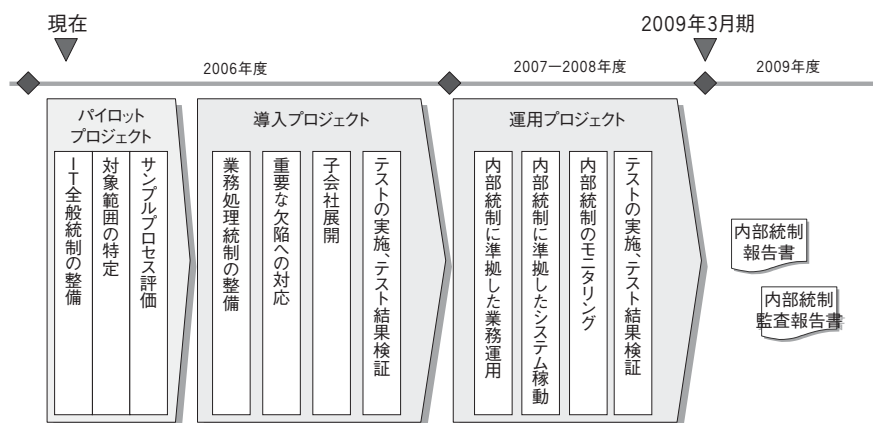 現在
2009年3月期
2006年度
2007ー2008年度
2009年度
パイロット
プロジェクト
IT全般統制の整備
対象範囲の特定
サンプルプロセス評価
導入プロジェクト
業務処理統制の整備
重要な欠陥への対応
子会社展開
テストの実施、テスト結果検証
運用プロジェクト
内部統制に準拠した業務運用
内部統制に準拠したシステム稼動
内部統制のモニタリング
テストの実施、テスト結果検証
内部統制
報告書
内部統制
監査報告書